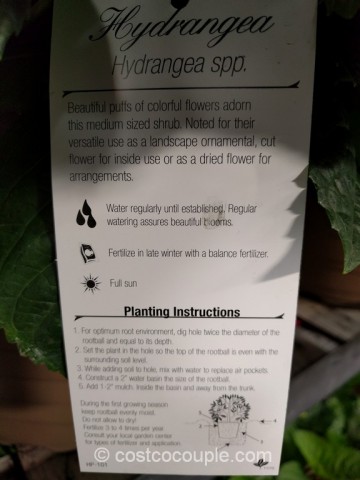 Hydrangea
Hydrangea spp.
Beautiful puffs of colorful flowers adorn
this medium sized shrub. Noted for their
versatile use as a landscape ornamental, cut
flower for inside use or as a dried flower for
arrangements.
Water regularly until established. Regular
watering assures beautiful blooms.
Fertilize in late winter with a balance fertilizer.
Full sun
Planting Instructions
1. For optimum root environment, dig hole twice the diameter of the
rootball and equal to its depth.
2. Set the plant in the hole so the top of the rootball is even with the
surrounding soil level.
3. While adding soil to hole, mix with water to replace air pockets.
4. Construct a 2" water basin the size of the rootball.
5. Add 1-2" mulch. Inside the basin and away from the trunk.
During the first growing season
keep rootball evenly moist.
Do not allow to dry!
Fertilize 3 to 4 times per year.
Consult your local garden center
for types of fertilizer and application.
HP-101
© costcocouple.com